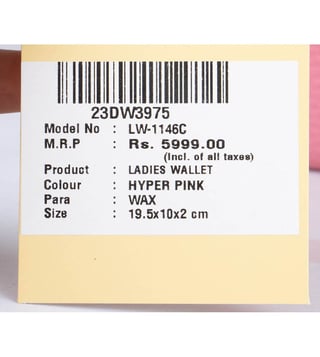 23DW3975
Model No : LW-1146C
M.R.P : Rs. 5999.00
(Incl. of all taxes)
Product : LADIES WALLET
Colour : HYPER PINK
Para : WAX
Size : 19.5x10x2 cm